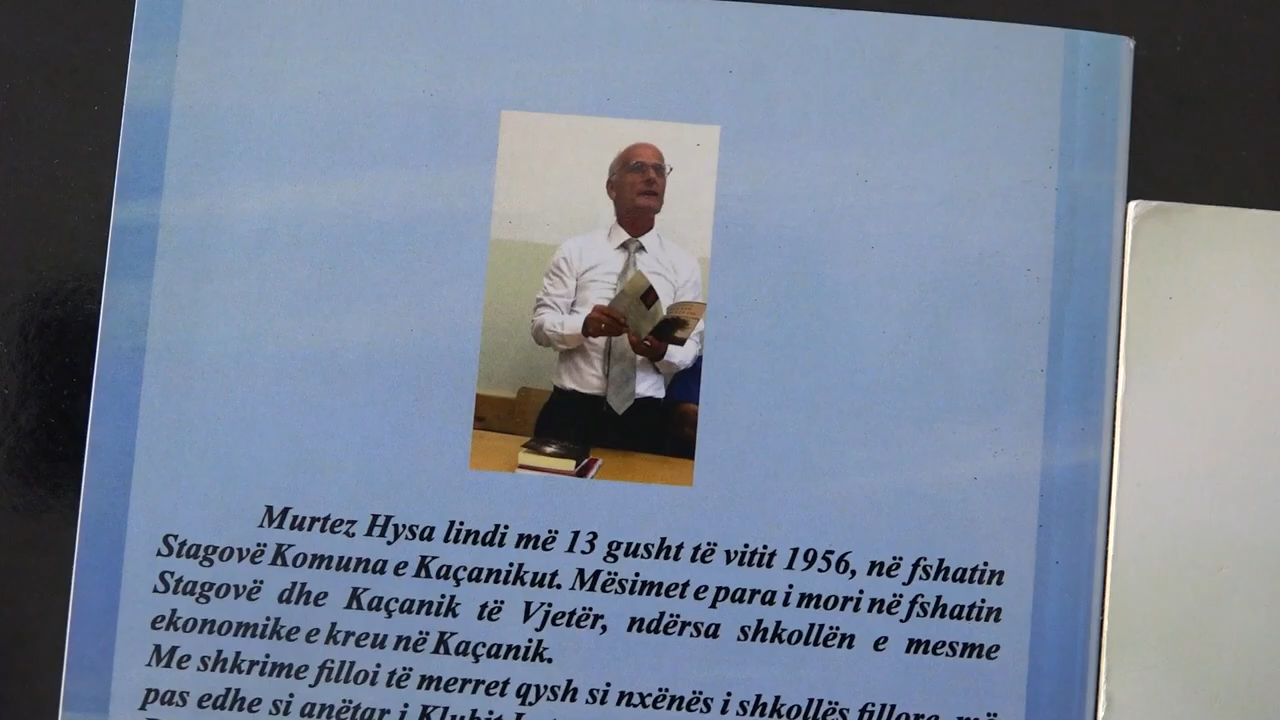 Murtez Hysa lindi më 13 gusht të vitit 1956, në fshatin
Stagovë Komuna e Kaçanikut. Mësimet e para i mori në fshatin
Stagovë dhe Kaçanik të Vjetër, ndërsa shkollën e mesme
ekonomike e kreu në Kaçanik.
Me shkrime filloi të merret qysh si nxënës i shkollës fillore, më
pas edhe si anëtar i Klubit